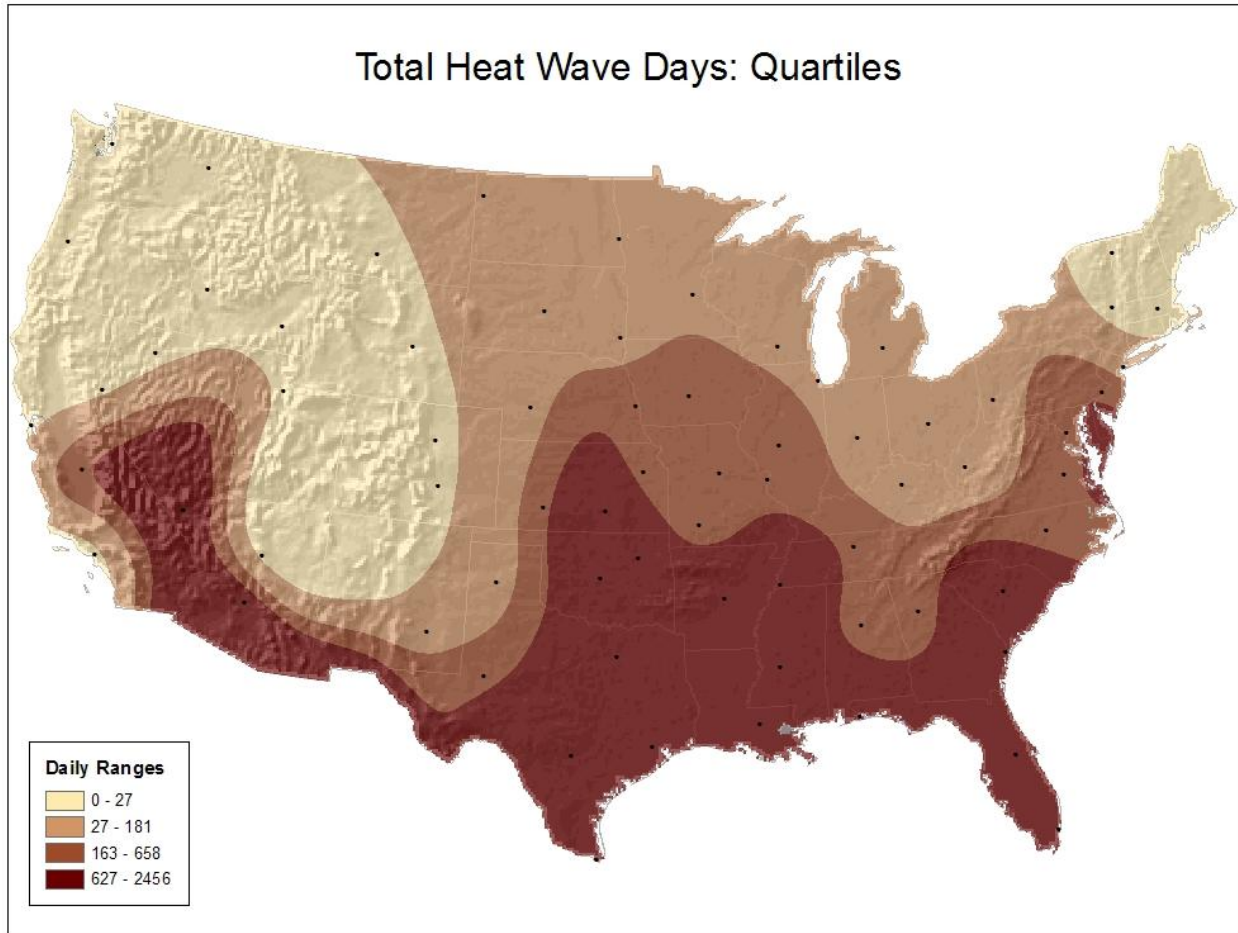 Total Heat Wave Days: Quartiles
Daily Ranges
0 - 27
27 - 181
163 - 658
627 - 2456